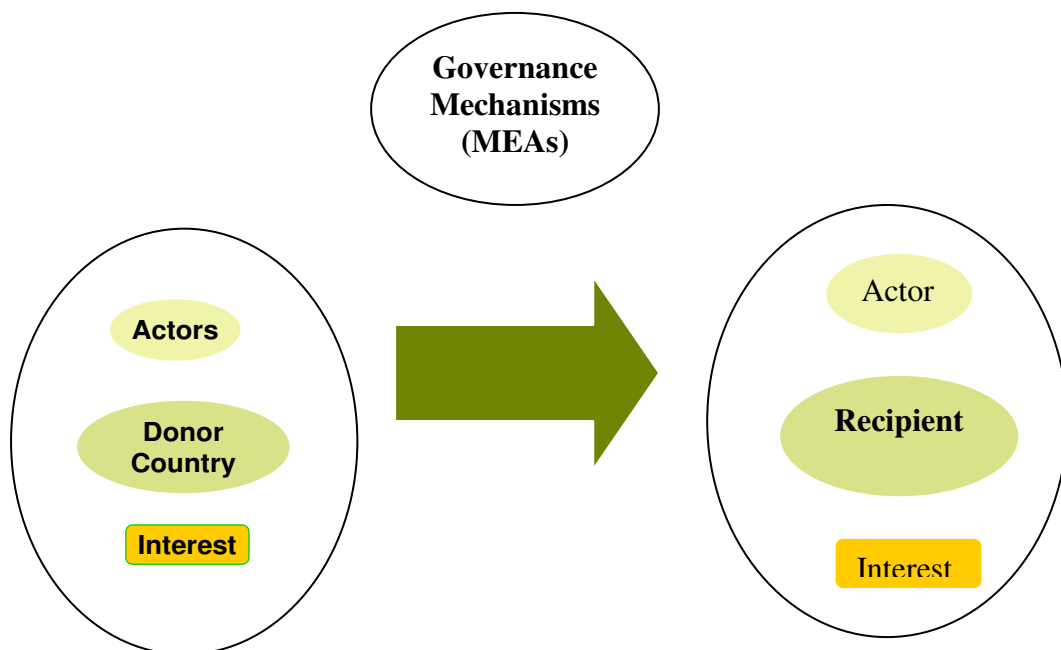 Governance
Mechanisms
(MEAs)
Actors
Donor
Country
Interest
Actor
Recipient
Interest